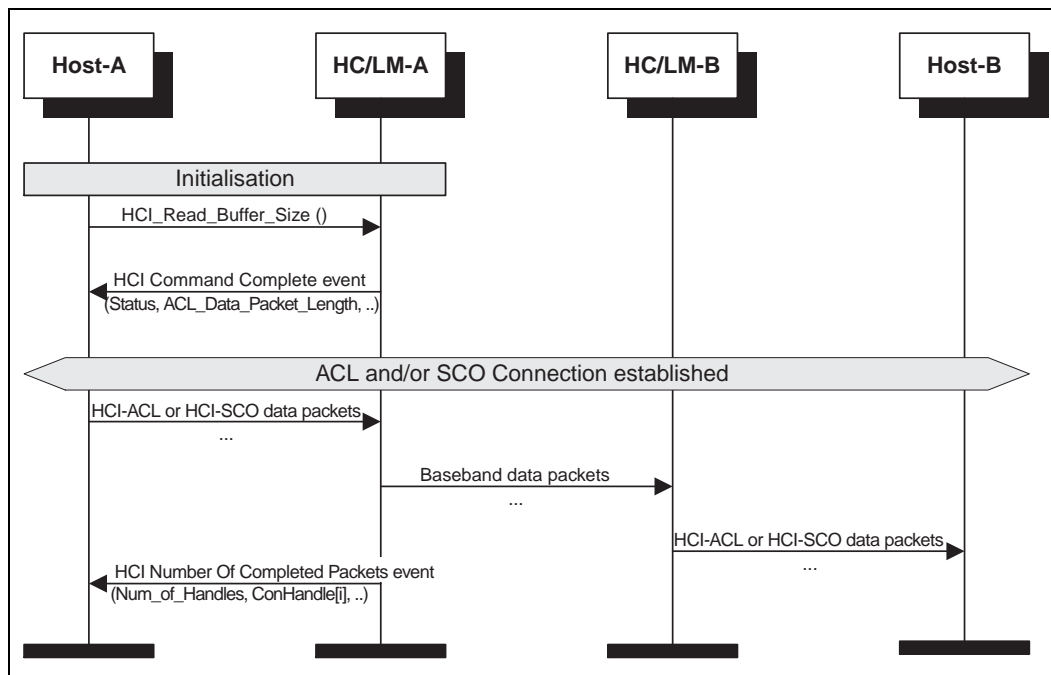 Host-A
HC/LM-A
HC/LM-B
Host-B
Initialisation
HCI_Read_Buffer_Size ()
HCI Command Complete event
(Status, ACL_Data_Packet_Length, ..)
ACL and/or SCO Connection established
HCI-ACL or HCI-SCO data packets
...
Baseband data packets
...
HCI-ACL or HCI-SCO data packets
...
HCI Number Of Completed Packets event
(Num_of_Handles, ConHandle[i], ..)